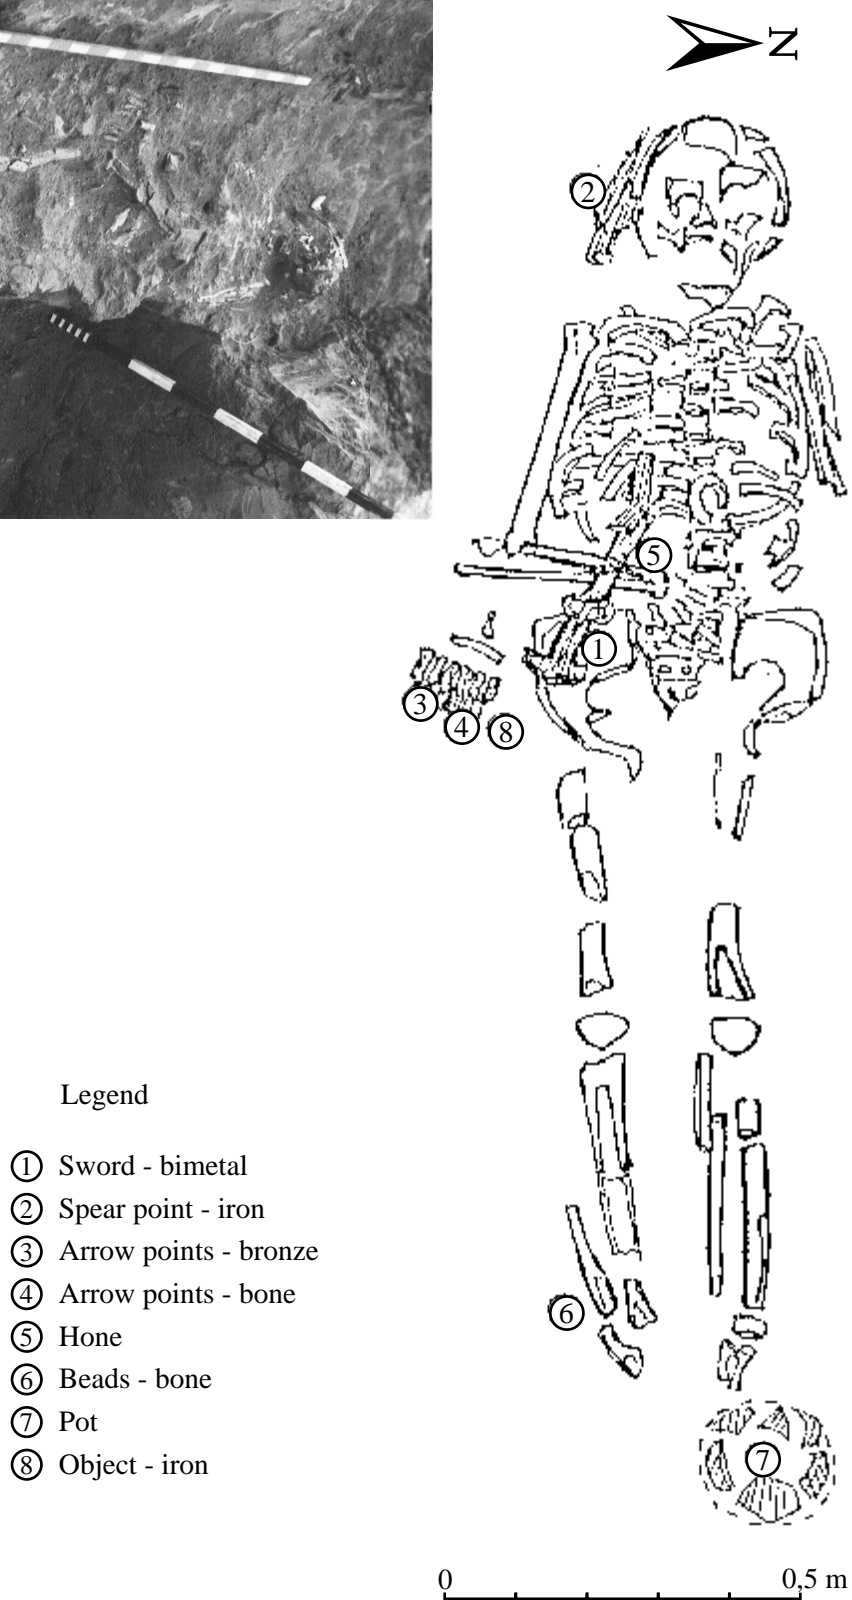 N
2
5
1
3
4
8
6
7
Legend
1 Sword - bimetal
2 Spear point - iron
3 Arrow points - bronze
4 Arrow points - bone
5 Hone
6 Beads - bone
7 Pot
8 Object - iron
0 0,5 m